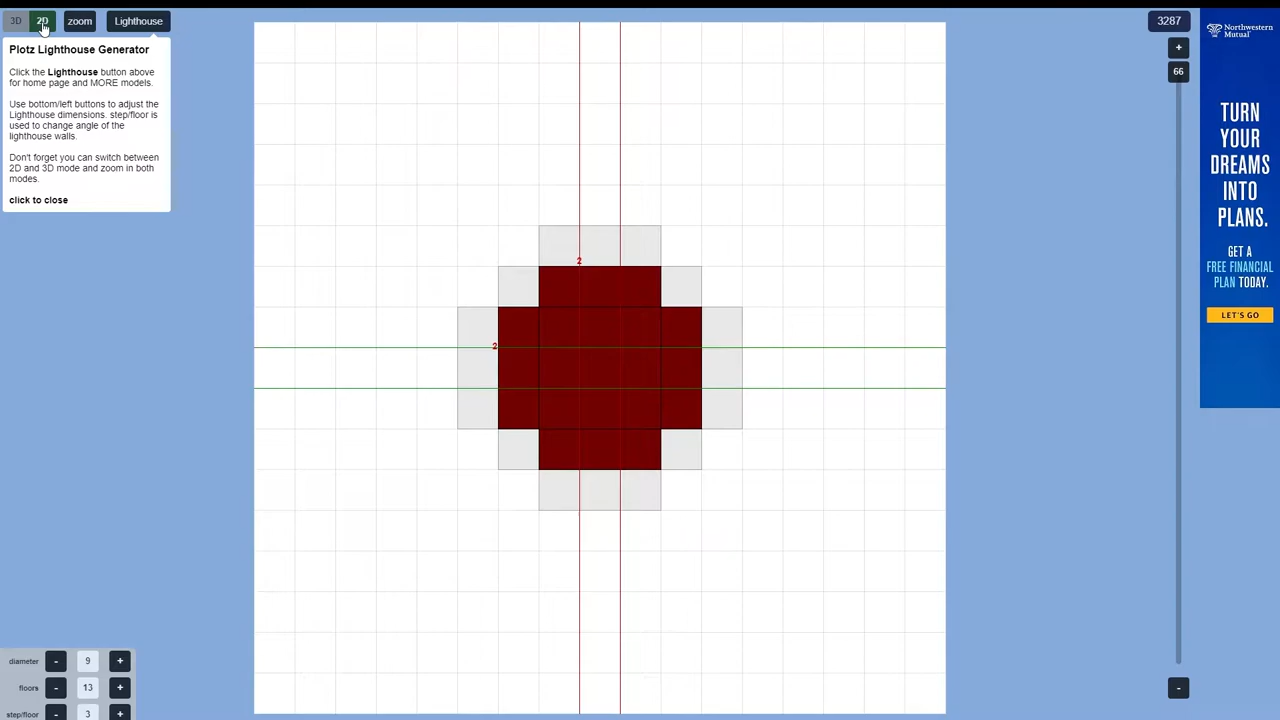 3D 2D zoom Lighthouse
3287
Plotz Lighthouse Generator
Click the Lighthouse button above
for home page and MORE models.
Use bottom/left buttons to adjust the
Lighthouse dimensions. step/floor is
used to change angle of the
lighthouse walls.
Don't forget you can switch between
2D and 3D mode and zoom in both
modes.
click to close
2
2
+
66
-
Northwestern
Mutual
TURN
YOUR
DREAMS
INTO
PLANS.
GET A
FREE FINANCIAL
PLAN TODAY.
LET'S GO
diameter - 9 +
floors - 13 +
step/floor - 3 +